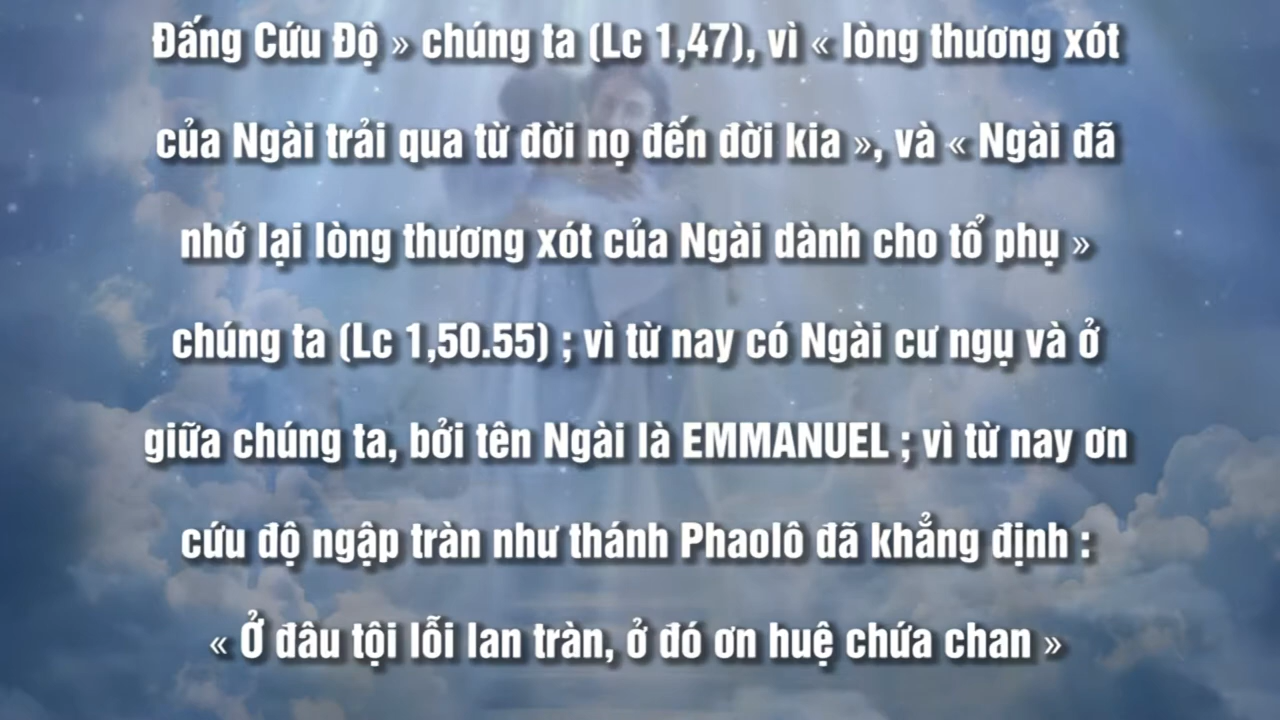 Đấng Cứu Độ » chúng ta (Lc 1,47), vì « lòng thương xót
của Ngài trải qua từ đời nọ đến đời kia », và « Ngài đã
nhớ lại lòng thương xót của Ngài dành cho tổ phụ »
chúng ta (Lc 1,50.55) ; vì từ nay có Ngài cư ngụ và ở
giữa chúng ta, bởi tên Ngài là EMMANUEL ; vì từ nay ơn
cứu độ ngập tràn như thánh Phaolô đã khẳng định :
« Ở đâu tội lỗi lan tràn, ở đó ơn huệ chứa chan »